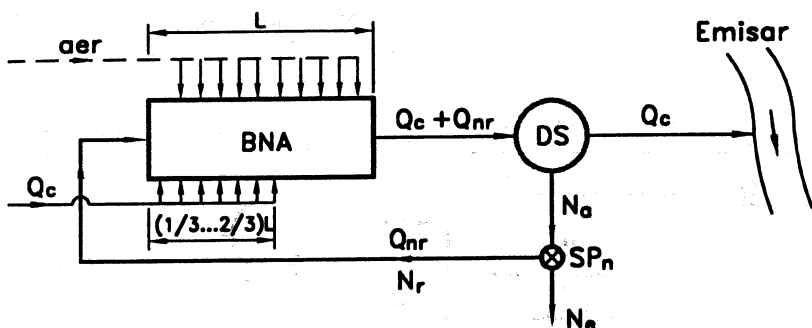 L
Emisar
aer
BNA
Qc + Qnr
DS
Qc
Qc
(1/3...2/3)L
Na
Qnr
Nr
SPn
Ne